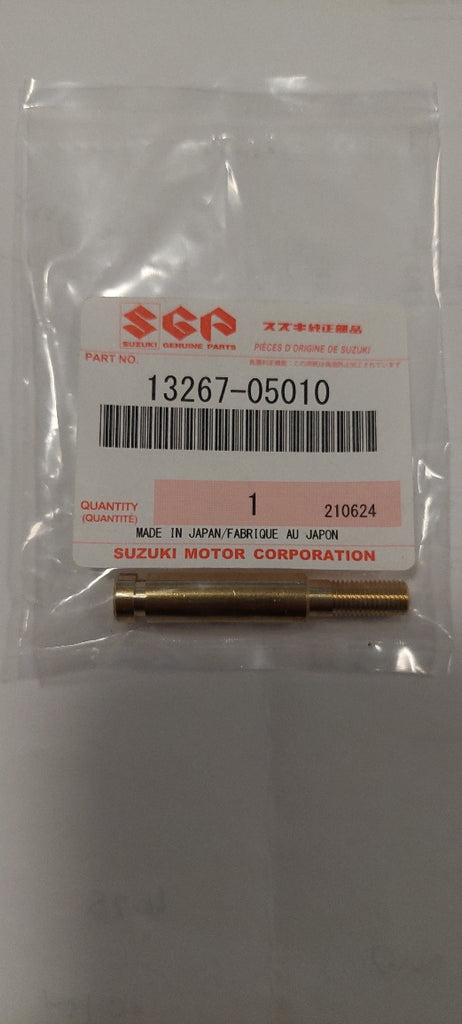 SGP
スズキ純正部品
SUZUKI GENUINE PARTS
PIÈCES D'ORIGINE DE SUZUKI
PART NO.
13267-05010
QUANTITY
(QUANTITÉ)
1
210624
MADE IN JAPAN/FABRIQUE AU JAPON
SUZUKI MOTOR CORPORATION